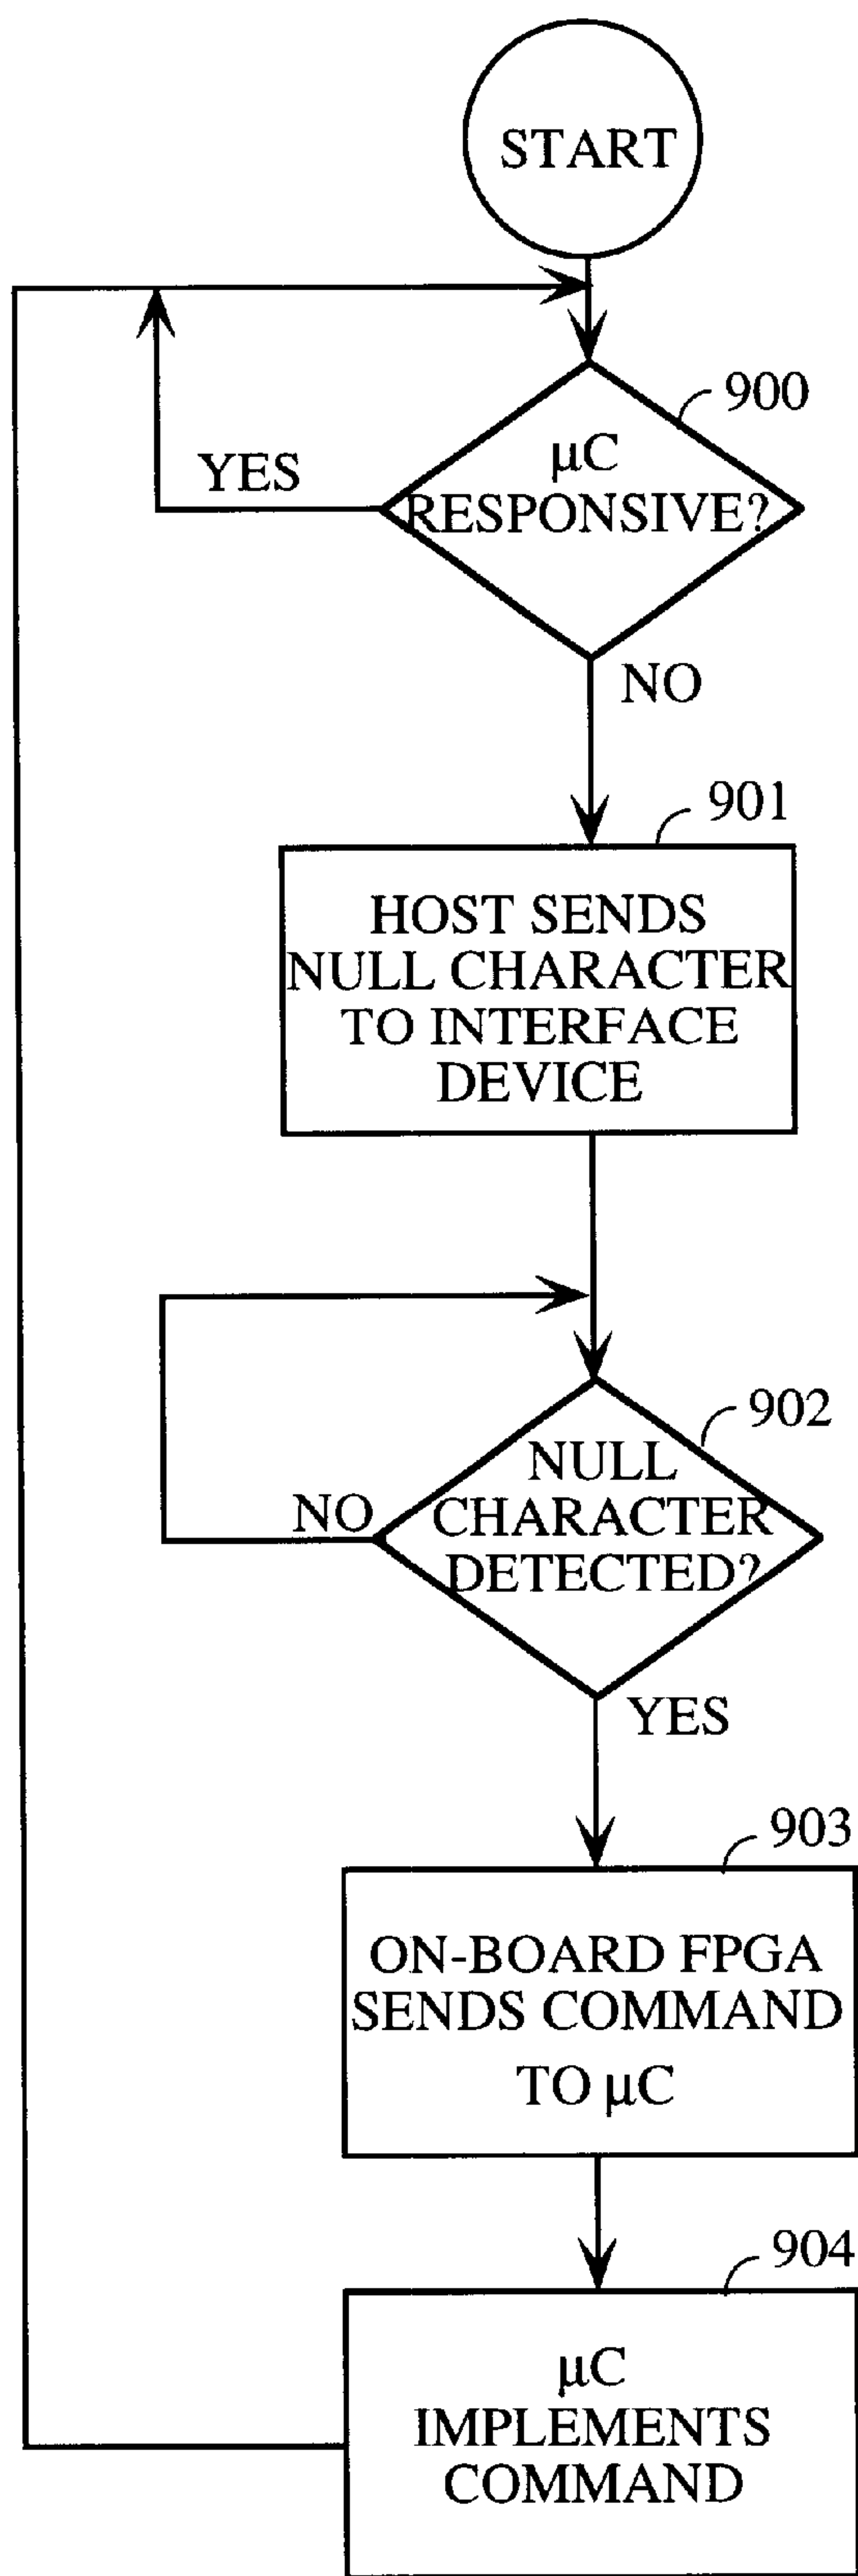 START
900
µC
RESPONSIVE?
YES
NO
901
HOST SENDS
NULL CHARACTER
TO INTERFACE
DEVICE
902
NULL
CHARACTER
DETECTED?
NO
YES
903
ON-BOARD FPGA
SENDS COMMAND
TO µC
904
µC
IMPLEMENTS
COMMAND